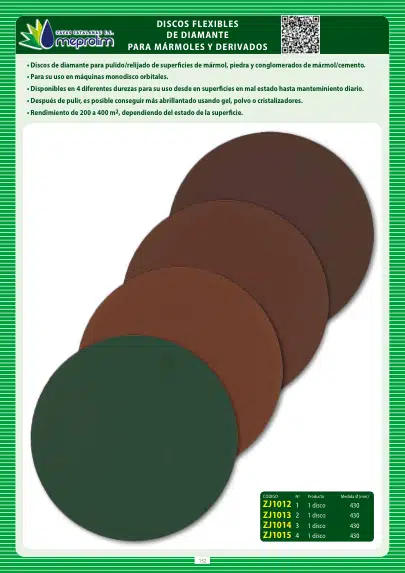 CAYAS CATALANAS S.L.
meprolim
DISCOS FLEXIBLES
DE DIAMANTE
PARA MÁRMOLES Y DERIVADOS
• Discos de diamante para pulido/relijado de superficies de mármol, piedra y conglomerados de mármol/cemento.
• Para su uso en máquinas monodisco orbitales.
• Disponibles en 4 diferentes durezas para su uso desde en superficies en mal estado hasta mantenimiento diario.
• Después de pulir, es posible conseguir más abrillantado usando gel, polvo o cristalizadores.
• Rendimiento de 200 a 400 m², dependiendo del estado de la superficie.
CÓDIGO Nº Producto Medida Ø (mm)
ZJ1012 1 1 disco 430
ZJ1013 2 1 disco 430
ZJ1014 3 1 disco 430
ZJ1015 4 1 disco 430